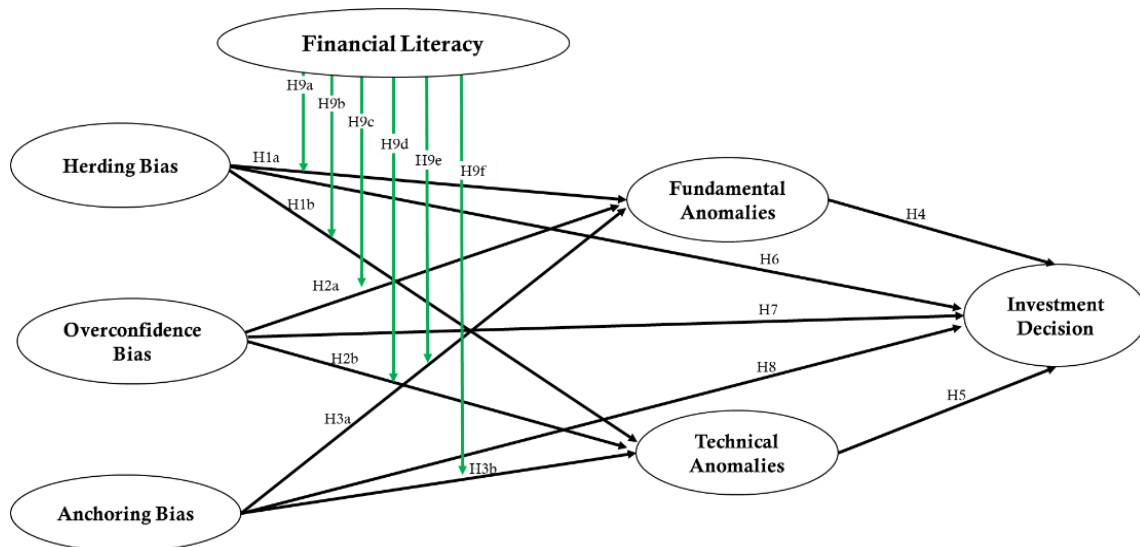 Financial Literacy
H9a
H9b
H9c
H9d
H9e
H9f
Herding Bias
H1a
H1b
Fundamental
Anomalies
H4
H6
H2a
Overconfidence
Bias
H7
Investment
Decision
H2b
H8
H3a
H5
Technical
Anomalies
H3b
Anchoring Bias